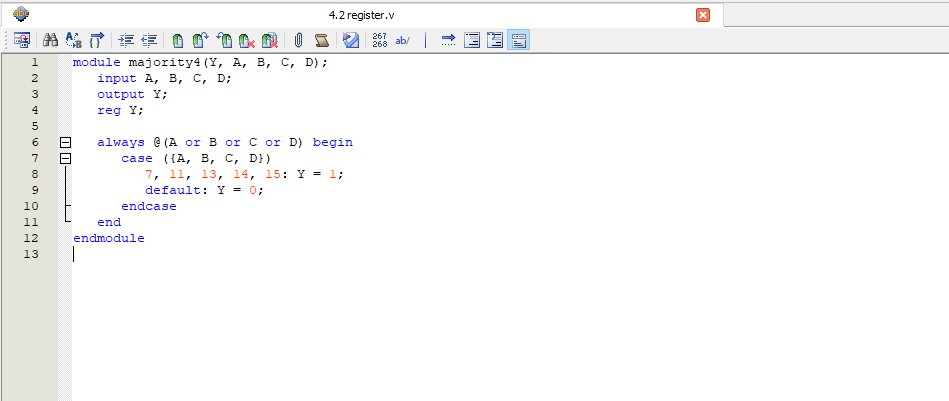 4.2register.v
267
268 ab/
1 module majority4(Y, A, B, C, D);
2 input A, B, C, D;
3 output Y;
4 reg Y;
5
6 always @(A or B or C or D) begin
7 case ({A, B, C, D})
8 7, 11, 13, 14, 15: Y = 1;
9 default: Y = 0;
10 endcase
11 end
12 endmodule
13